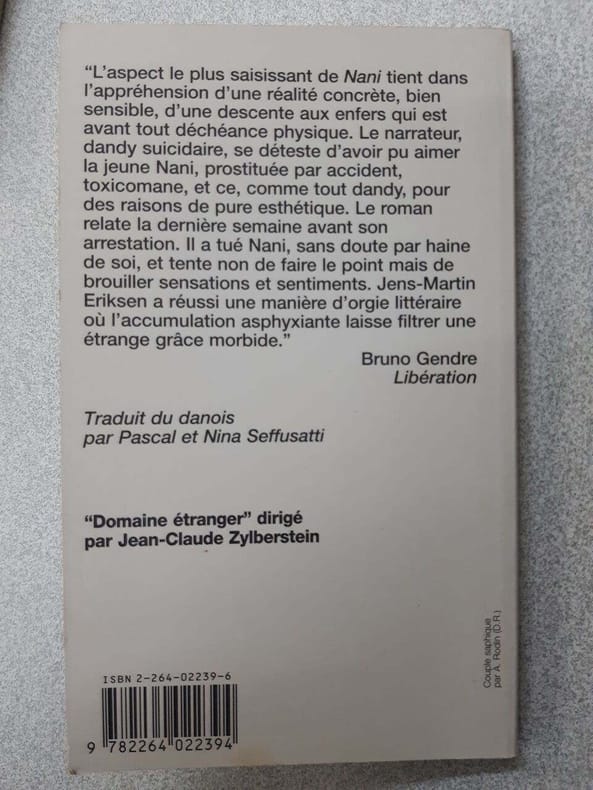 “L’aspect le plus saisissant de Nani tient dans
l’appréhension d’une réalité concrète, bien
sensible, d’une descente aux enfers qui est
avant tout déchéance physique. Le narrateur,
dandy suicidaire, se déteste d’avoir pu aimer
la jeune Nani, prostituée par accident,
toxicomane, et ce, comme tout dandy, pour
des raisons de pure esthétique. Le roman
relate la dernière semaine avant son
arrestation. Il a tué Nani, sans doute par haine
de soi, et tente non de faire le point mais de
brouiller sensations et sentiments. Jens-Martin
Eriksen a réussi une manière d’orgie littéraire
où l’accumulation asphyxiante laisse filtrer une
étrange grâce morbide.”
Bruno Gendre
Libération
Traduit du danois
par Pascal et Nina Seffusatti
“Domaine étranger” dirigé
par Jean-Claude Zylberstein
Couple saphique
par A. Rodin (D.R.)
ISBN 2-264-02239-6
9 782264 022394